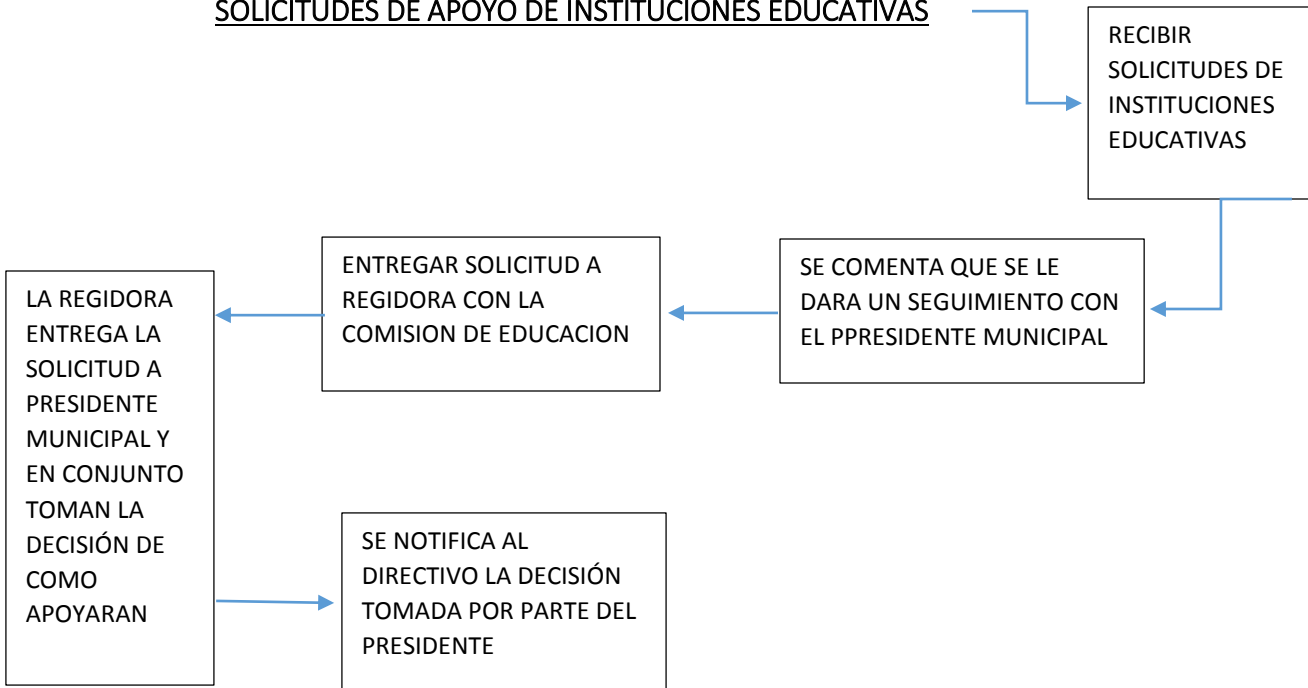 SOLICITUDES DE APOYO DE INSTITUCIONES EDUCATIVAS
RECIBIR
SOLICITUDES DE
INSTITUCIONES
EDUCATIVAS
SE COMENTA QUE SE LE
DARA UN SEGUIMIENTO CON
EL PPRESIDENTE MUNICIPAL
ENTREGAR SOLICITUD A
REGIDORA CON LA
COMISION DE EDUCACION
LA REGIDORA
ENTREGA LA
SOLICITUD A
PRESIDENTE
MUNICIPAL Y
EN CONJUNTO
TOMAN LA
DECISIÓN DE
COMO
APOYARAN
SE NOTIFICA AL
DIRECTIVO LA DECISIÓN
TOMADA POR PARTE DEL
PRESIDENTE